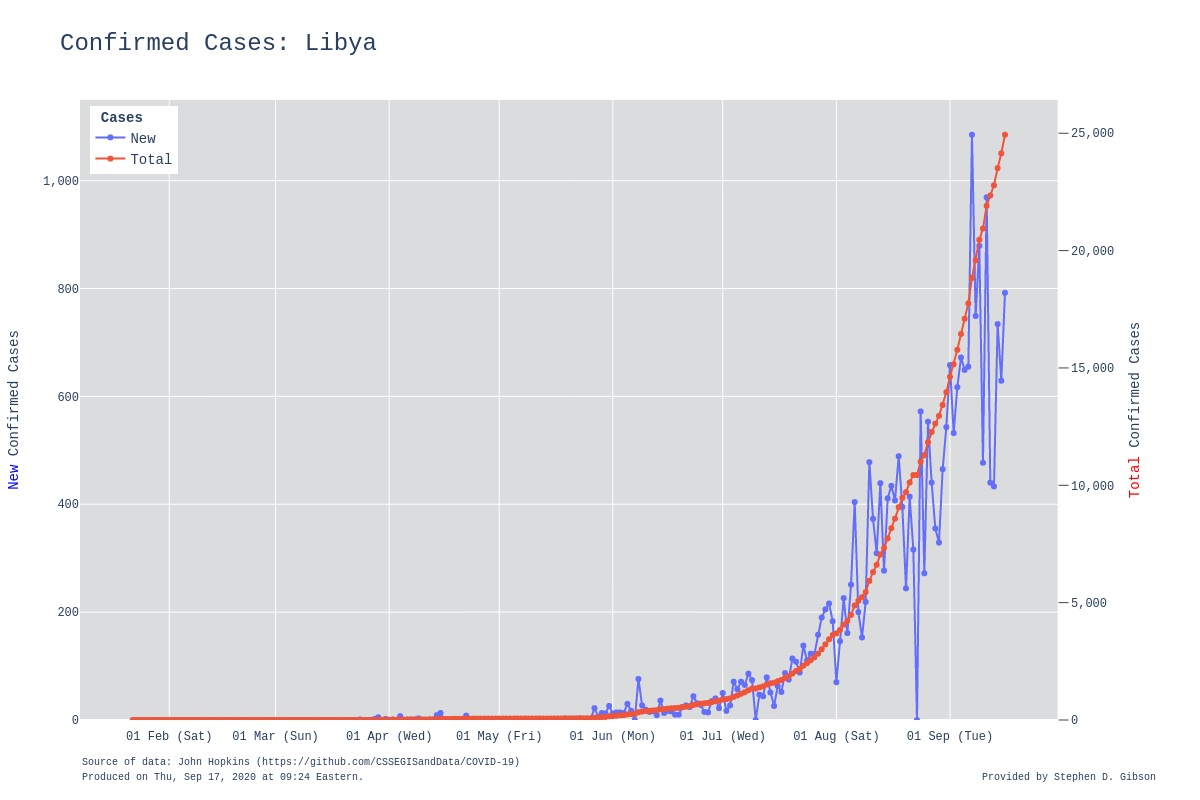 Confirmed Cases: Libya
Cases
New
Total
1,000
800
600
400
200
0
25,000
20,000
15,000
10,000
5,000
0
New Confirmed Cases
Total Confirmed Cases
01 Feb (Sat) 01 Mar (Sun) 01 Apr (Wed) 01 May (Fri) 01 Jun (Mon) 01 Jul (Wed) 01 Aug (Sat) 01 Sep (Tue)
Source of data: John Hopkins (https://github.com/CSSEGISandData/COVID-19)
Produced on Thu, Sep 17, 2020 at 09:24 Eastern.
Provided by Stephen D. Gibson